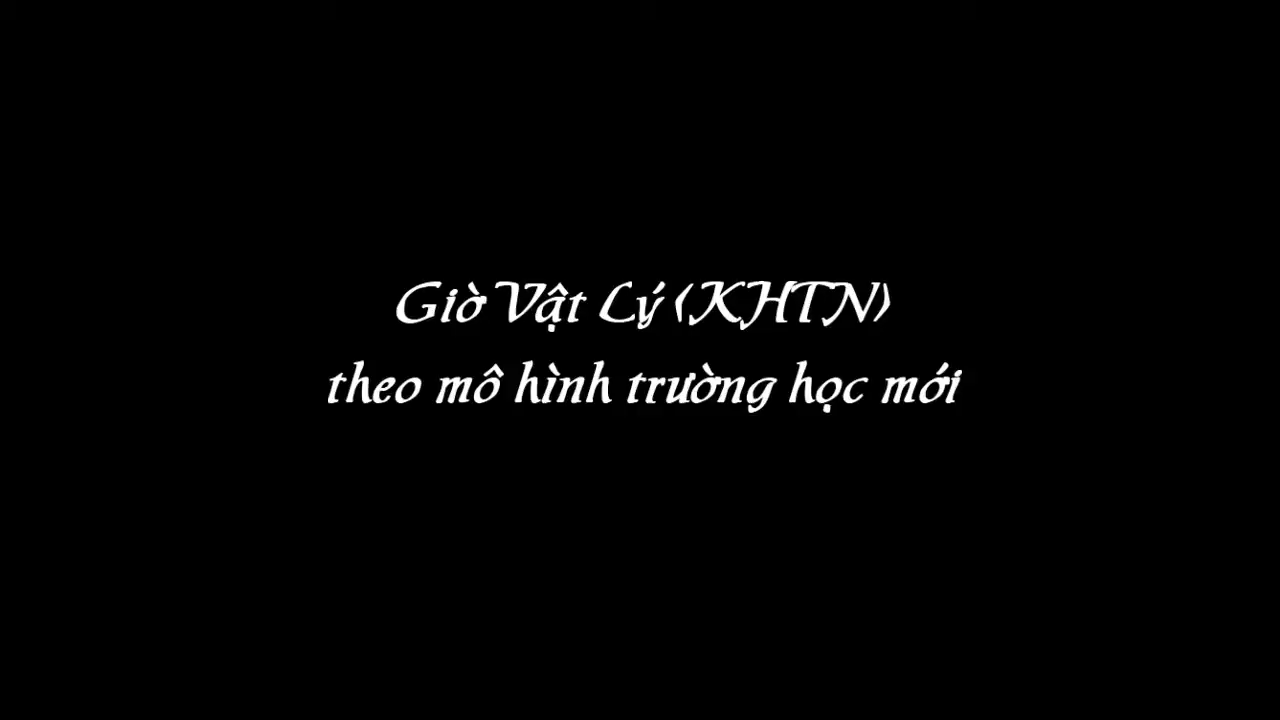 Giờ Vật Lý (KHTN)
theo mô hình trường học mới